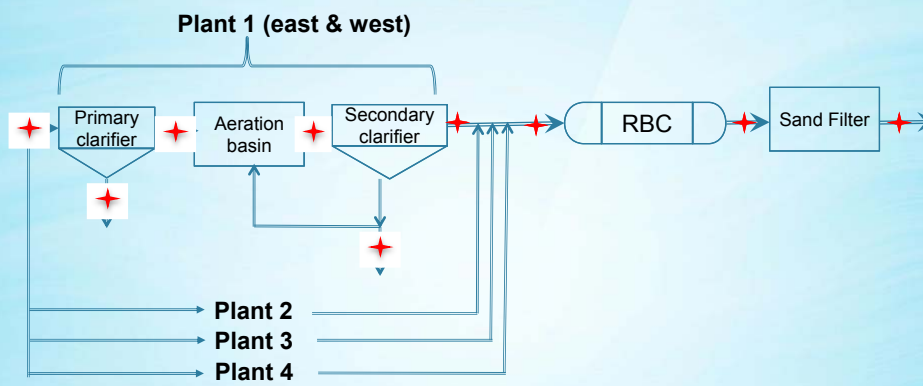 Plant 1 (east & west)
Primary
clarifier
Aeration
basin
Secondary
clarifier
RBC
Sand Filter
Plant 2
Plant 3
Plant 4